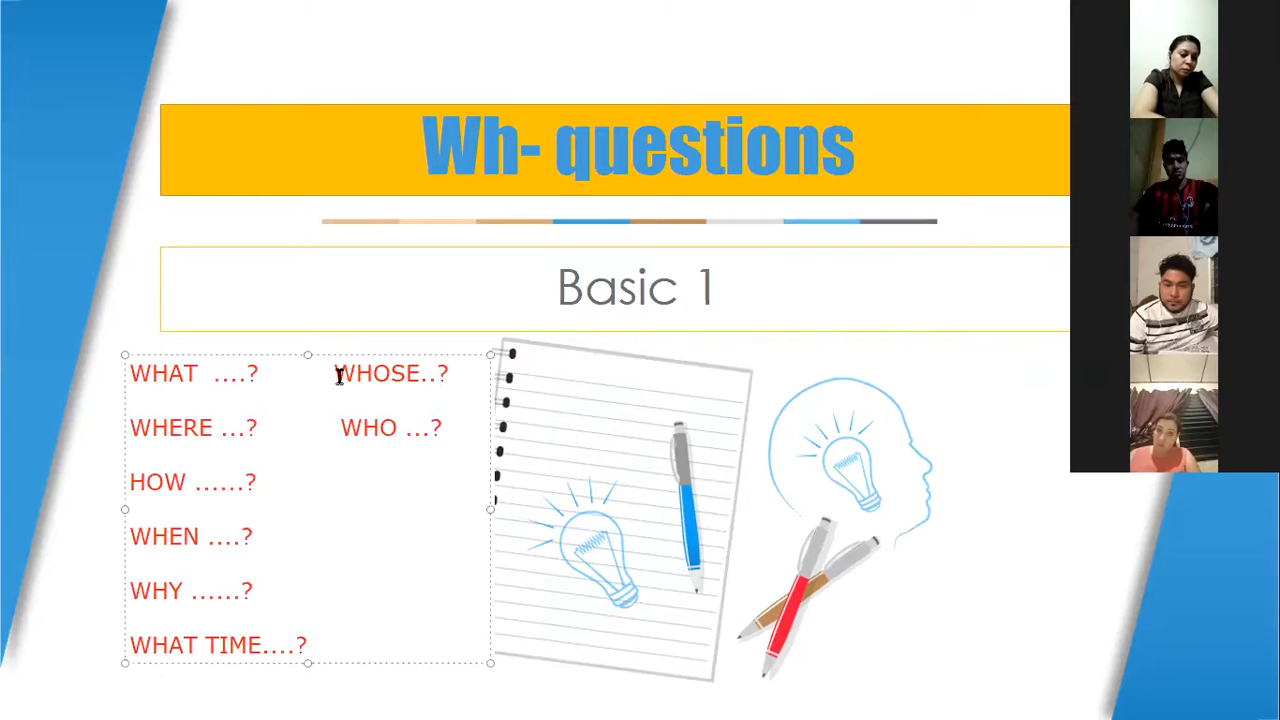 Wh- questions
Basic 1
WHAT ....? WHOSE..?
WHERE ...? WHO ...?
HOW ......?
WHEN ....?
WHY ......?
WHAT TIME....?